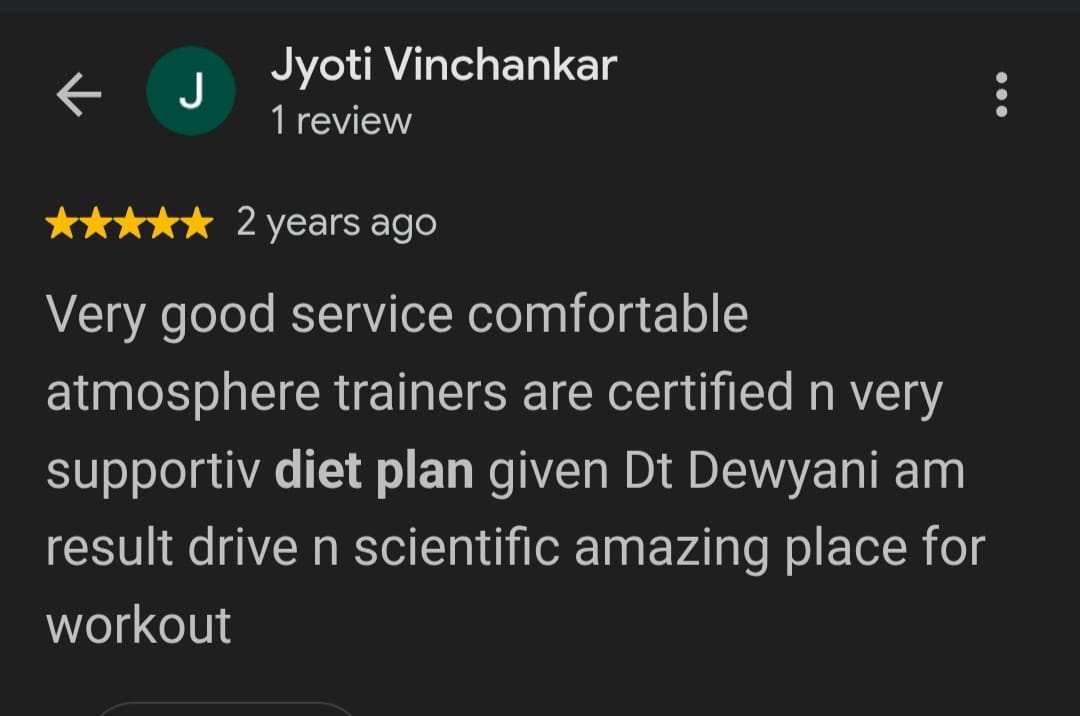 J
Jyoti Vinchankar
1 review
2 years ago
Very good service comfortable
atmosphere trainers are certified n very
supportiv diet plan given Dt Dewyani am
result drive n scientific amazing place for
workout